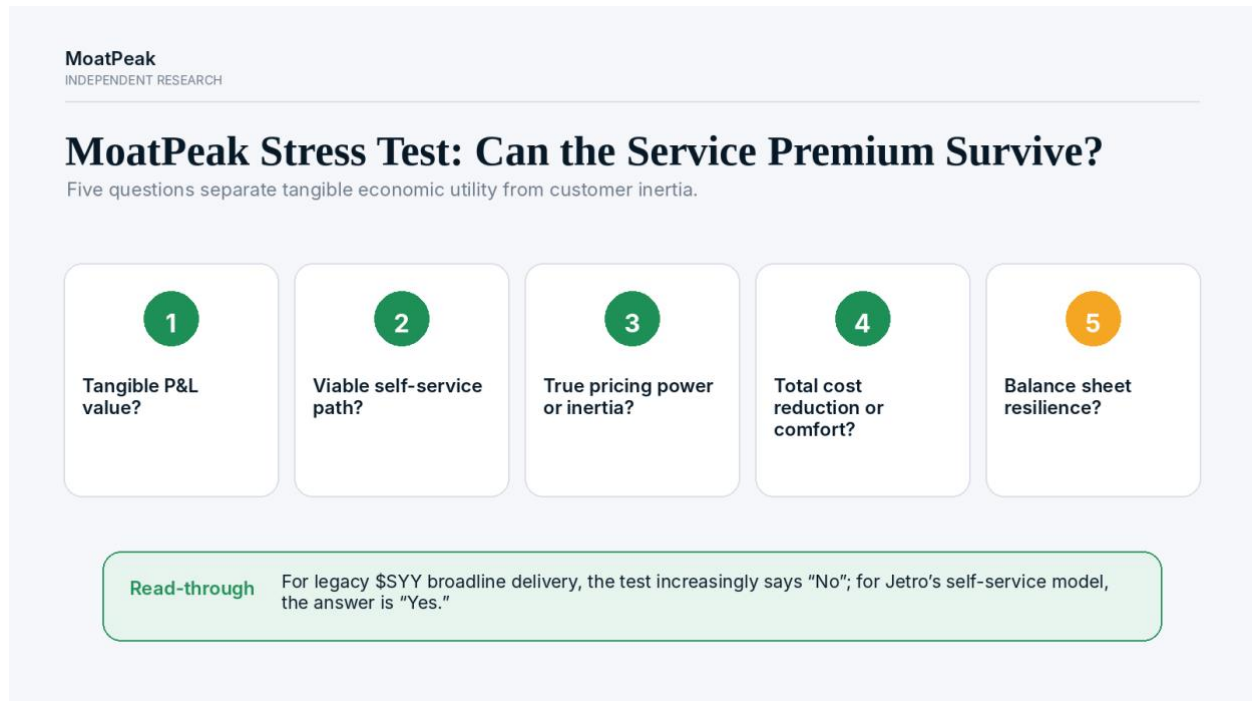 MoatPeak
INDEPENDENT RESEARCH
MoatPeak Stress Test: Can the Service Premium Survive?
Five questions separate tangible economic utility from customer inertia.
1
Tangible P&L
value?
2
Viable self-service
path?
3
True pricing power
or inertia?
4
Total cost
reduction or
comfort?
5
Balance sheet
resilience?
Read-through
For legacy $SYY broadline delivery, the test increasingly says “No”; for Jetro’s self-service model,
the answer is “Yes.”